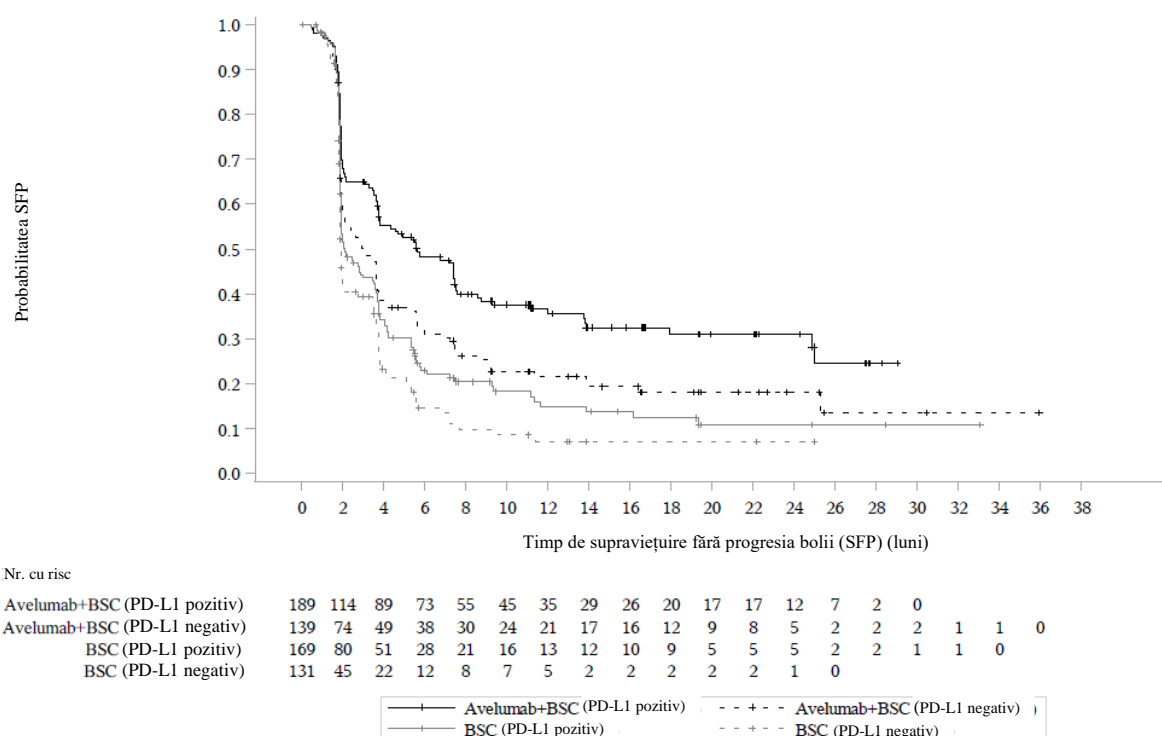 1.0
0.9
0.8
0.7
0.6
0.5
0.4
0.3
0.2
0.1
0.0
Probabilitatea SFP
0 2 4 6 8 10 12 14 16 18 20 22 24 26 28 30 32 34 36 38
Timp de supraviețuire fără progresia bolii (SFP) (luni)
Nr. cu risc
Avelumab+BSC (PD-L1 pozitiv) 189 114 89 73 55 45 35 29 26 20 17 17 12 7 2 0
Avelumab+BSC (PD-L1 negativ) 139 74 49 38 30 24 21 17 16 12 9 8 5 2 2 2 1 1 0
BSC (PD-L1 pozitiv) 169 80 51 28 21 16 13 12 10 9 5 5 5 2 2 1 1 0
BSC (PD-L1 negativ) 131 45 22 12 8 7 5 2 2 2 2 2 1 0
Avelumab+BSC (PD-L1 pozitiv) Avelumab+BSC (PD-L1 negativ)
BSC (PD-L1 pozitiv) BSC (PD-L1 negativ)